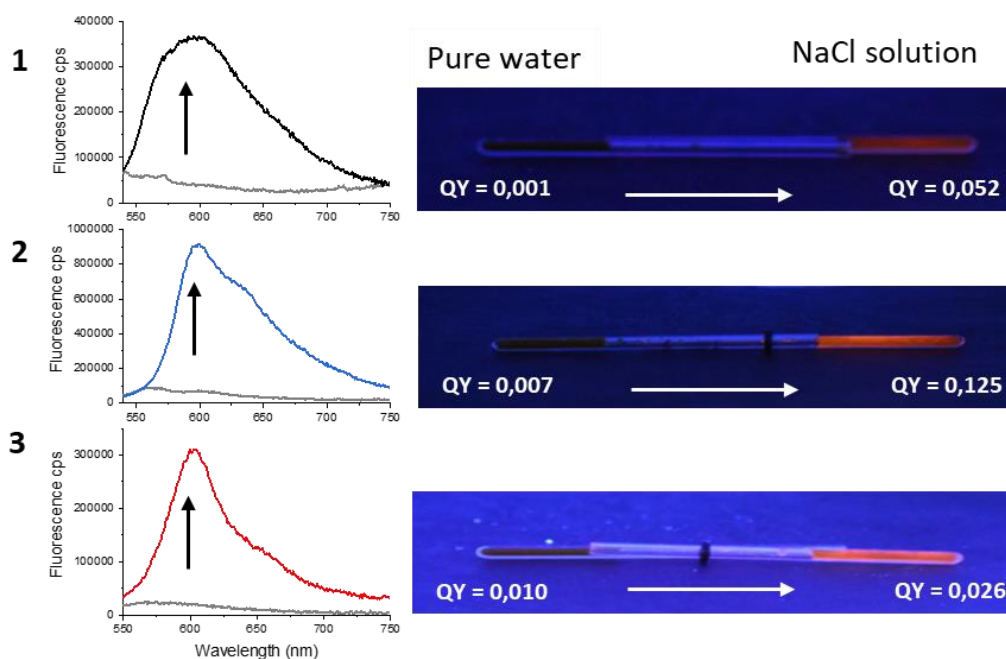 Pure water
NaCl solution
1
Fluorescence cps
400000
300000
200000
100000
0
550 600 650 700 750
QY = 0,001
QY = 0,052
2
Fluorescence cps
1000000
800000
600000
400000
200000
0
550 600 650 700 750
QY = 0,007
QY = 0,125
3
Fluorescence cps
300000
200000
100000
0
550 600 650 700 750
Wavelength (nm)
QY = 0,010
QY = 0,026